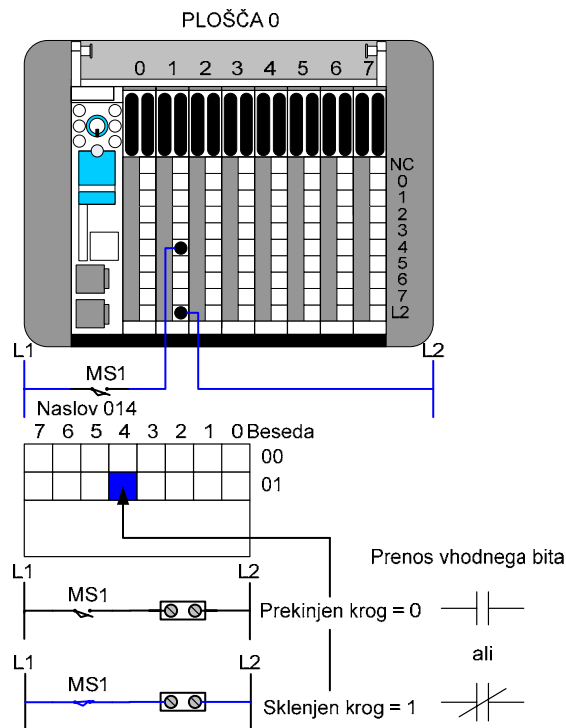 PLOŠČA 0
0 1 2 3 4 5 6 7
NC
0
1
2
3
4
5
6
7
L2
L1
L2
MS1
Naslov 014
7 6 5 4 3 2 1 0 Beseda
00
01
Prenos vhodnega bita
L1
L2
MS1
Prekinjen krog = 0
ali
L1
L2
MS1
Sklenjen krog = 1